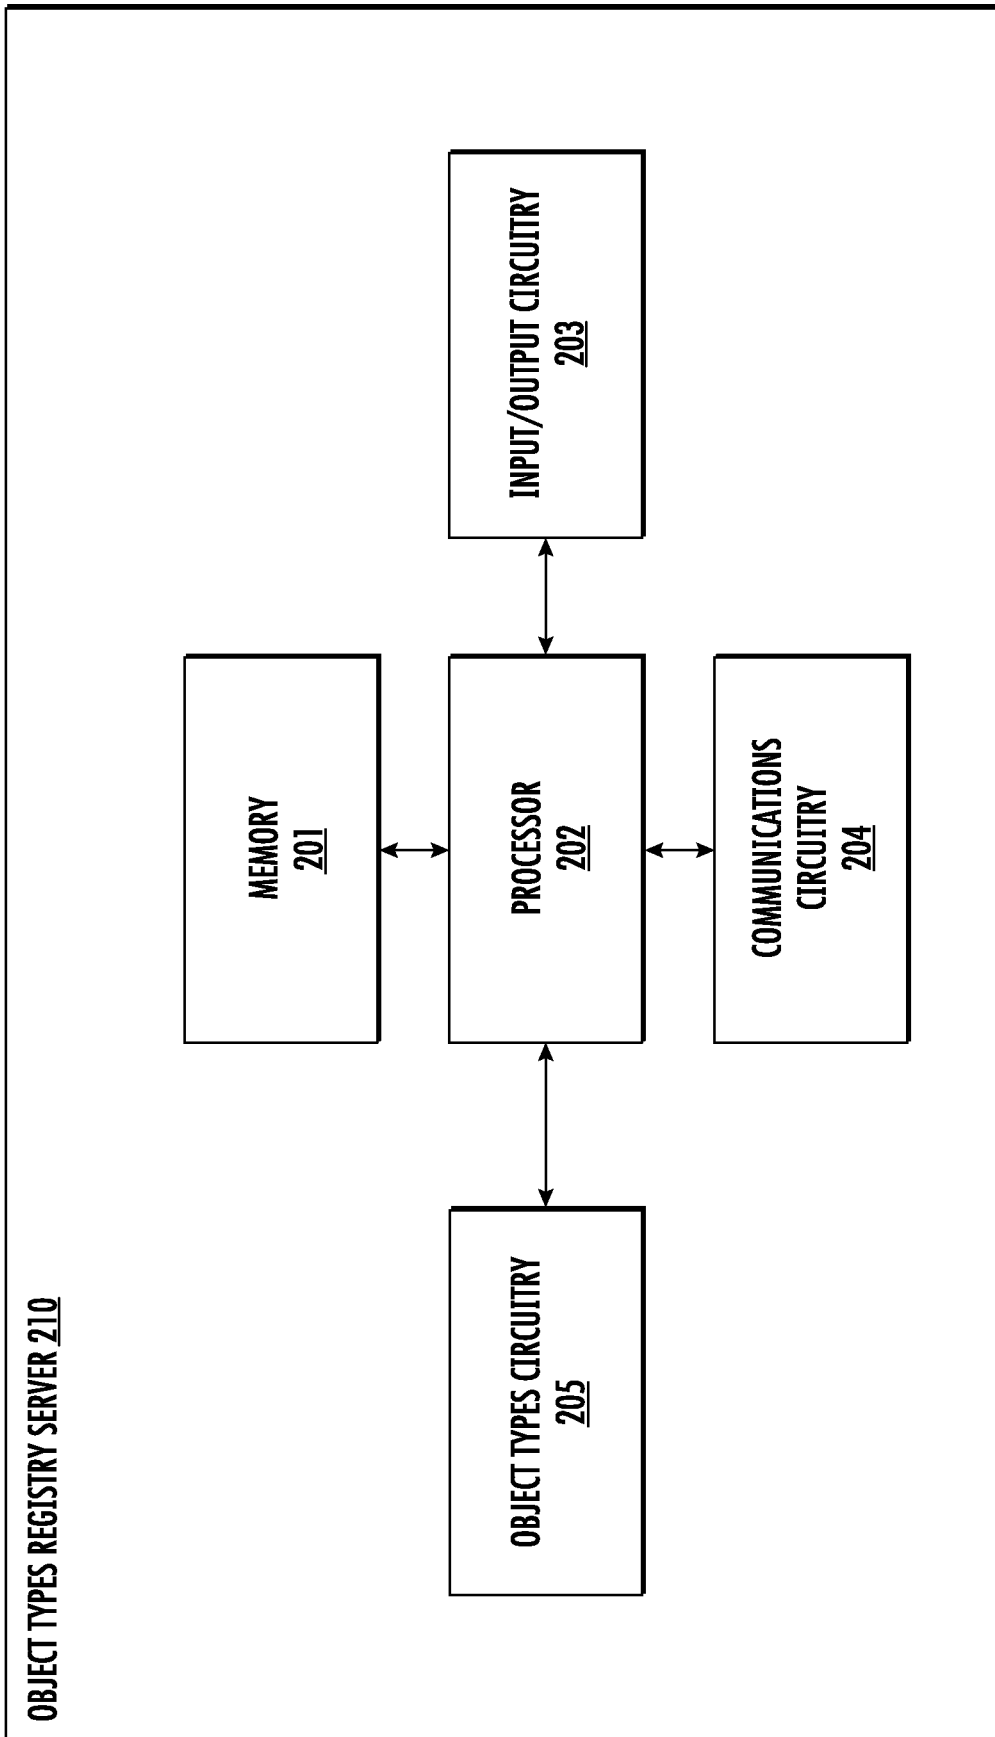 OBJECT TYPES REGISTRY SERVER 210
MEMORY
201
OBJECT TYPES CIRCUITRY
205
PROCESSOR
202
INPUT/OUTPUT CIRCUITRY
203
COMMUNICATIONS
CIRCUITRY
204